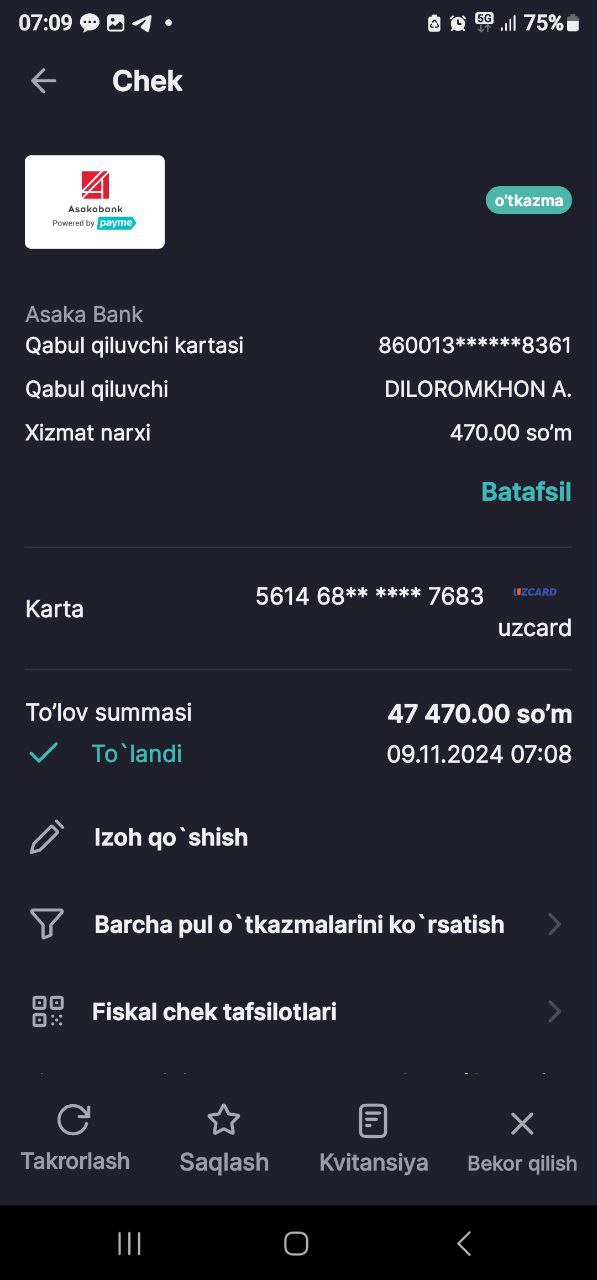 07:09 5G 75%
Chek
Asakabank
Powered by payme
o'tkazma
Asaka Bank
Qabul qiluvchi kartasi 860013******8361
Qabul qiluvchi DILOROMKHON A.
Xizmat narxi 470.00 so'm
Batafsil
Karta 5614 68** **** 7683 UZCARD
uzcard
To'lov summasi 47 470.00 so'm
To`landi 09.11.2024 07:08
Izoh qo`shish
Barcha pul o`tkazmalarini ko`rsatish
Fiskal chek tafsilotlari
Takrorlash Saqlash Kvitansiya Bekor qilish